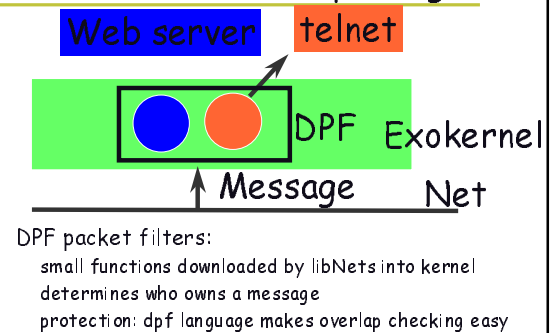 Web server
telnet
DPF
Exokernel
Message
Net
DPF packet filters:
small functions downloaded by libNets into kernel
determines who owns a message
protection: dpf language makes overlap checking easy